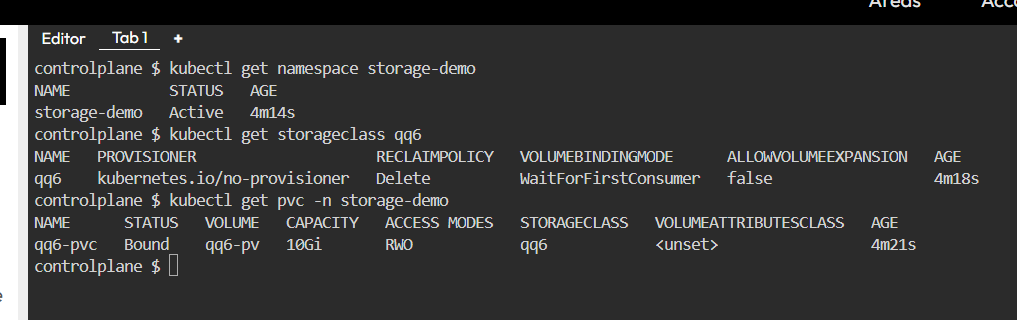 Areas
Editor Tab 1 +
controlplane $ kubectl get namespace storage-demo
NAME STATUS AGE
storage-demo Active 4m14s
controlplane $ kubectl get storageclass qq6
NAME PROVISIONER RECLAIMPOLICY VOLUMEBINDINGMODE ALLOWVOLUMEEXPANSION AGE
qq6 kubernetes.io/no-provisioner Delete WaitForFirstConsumer false 4m18s
controlplane $ kubectl get pvc -n storage-demo
NAME STATUS VOLUME CAPACITY ACCESS MODES STORAGECLASS VOLUMEATTRIBUTESCLASS AGE
qq6-pvc Bound qq6-pv 10Gi RWO qq6 <unset> 4m21s
controlplane $